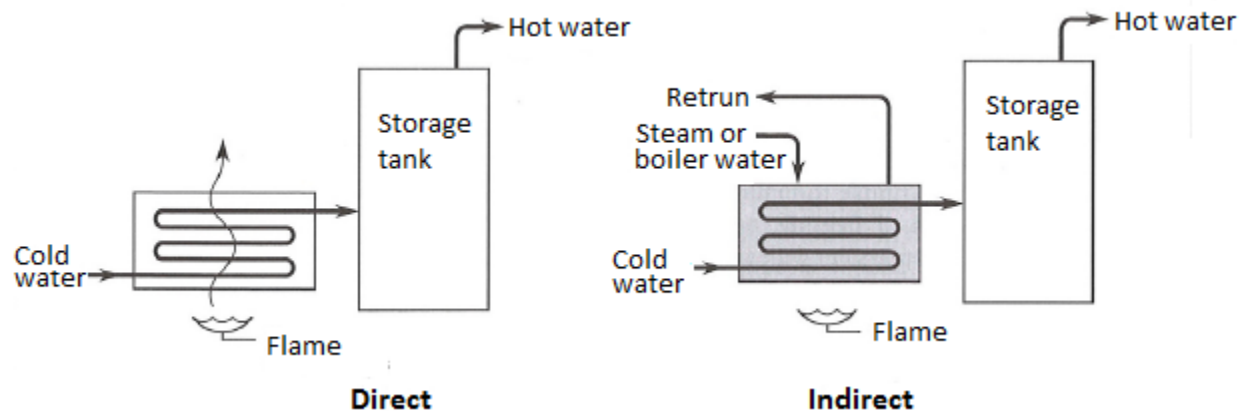 Hot water
Storage
tank
Cold
water
Flame
Direct
Hot water
Retrun
Steam or
boiler water
Storage
tank
Cold
water
Flame
Indirect